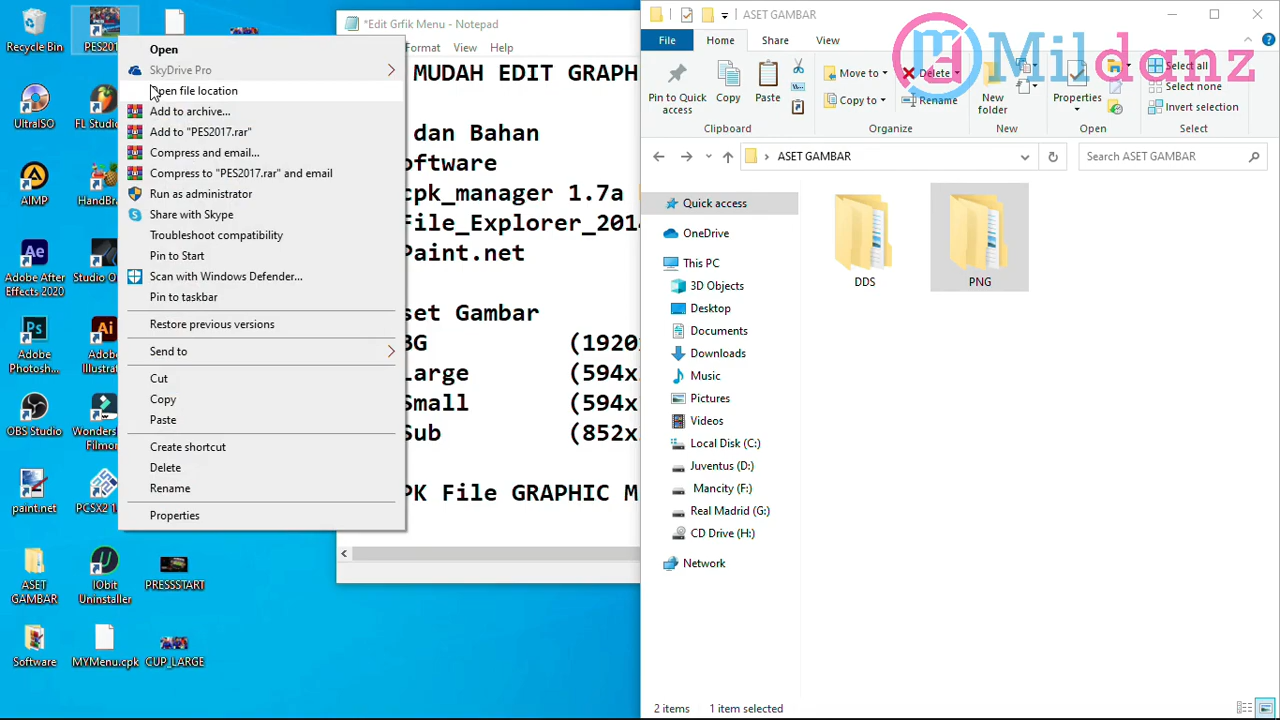 Recycle Bin
PES201
UltraISO
FL Studio
AIMP
HandBra
Adobe After
Effects 2020
Studio O
Adobe
Photosh...
Adobe
Illustra
OBS Studio
Wonders
Filmor
paint.net
PCSX2 1
ASET
GAMBAR
IObit
Uninstaller
PRESSSTART
Software
MYMenu.cpk
CUP_LARGE
Open
SkyDrive Pro
Open file location
Add to archive...
Add to "PES2017.rar"
Compress and email...
Compress to "PES2017.rar" and email
Run as administrator
Share with Skype
Troubleshoot compatibility
Pin to Start
Scan with Windows Defender...
Pin to taskbar
Restore previous versions
Send to
Cut
Copy
Paste
Create shortcut
Delete
Rename
Properties
*Edit Grfik Menu - Notepad
Format View Help
MUDAH EDIT GRAPH
dan Bahan
oftware
cpk_manager 1.7a
File_Explorer_2014
Paint.net
set Gambar
BG (1920
Large (594x
Small (594x
Sub (852x
PK File GRAPHIC M
ASET GAMBAR
Mildanz
File Home Share View
Pin to Quick
access
Copy
Paste
Clipboard
Move to
Copy to
Delete
Rename
Organize
New
folder
New
Properties
Open
Select all
Select none
Invert selection
Select
ASET GAMBAR
Search ASET GAMBAR
Quick access
OneDrive
This PC
3D Objects
Desktop
Documents
Downloads
Music
Pictures
Videos
Local Disk (C:)
Juventus (D:)
Mancity (F:)
Real Madrid (G:)
CD Drive (H:)
Network
DDS
PNG
2 items 1 item selected